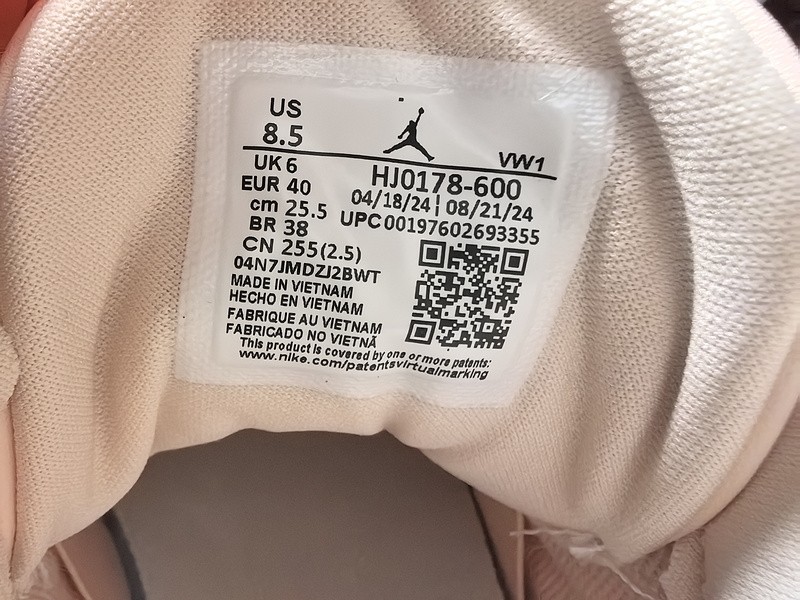 US
8.5
VW1
UK 6
HJ0178-600
EUR 40
04/18/24 | 08/21/24
cm 25.5
UPC00197602693355
BR 38
CN 255(2.5)
04N7JMDZJ2BWT
MADE IN VIETNAM
HECHO EN VIETNAM
FABRIQUE AU VIETNAM
FABRICADO NO VIETNÃ
This product is covered by one or more patents:
www.nike.com/patentsvirtualmarking